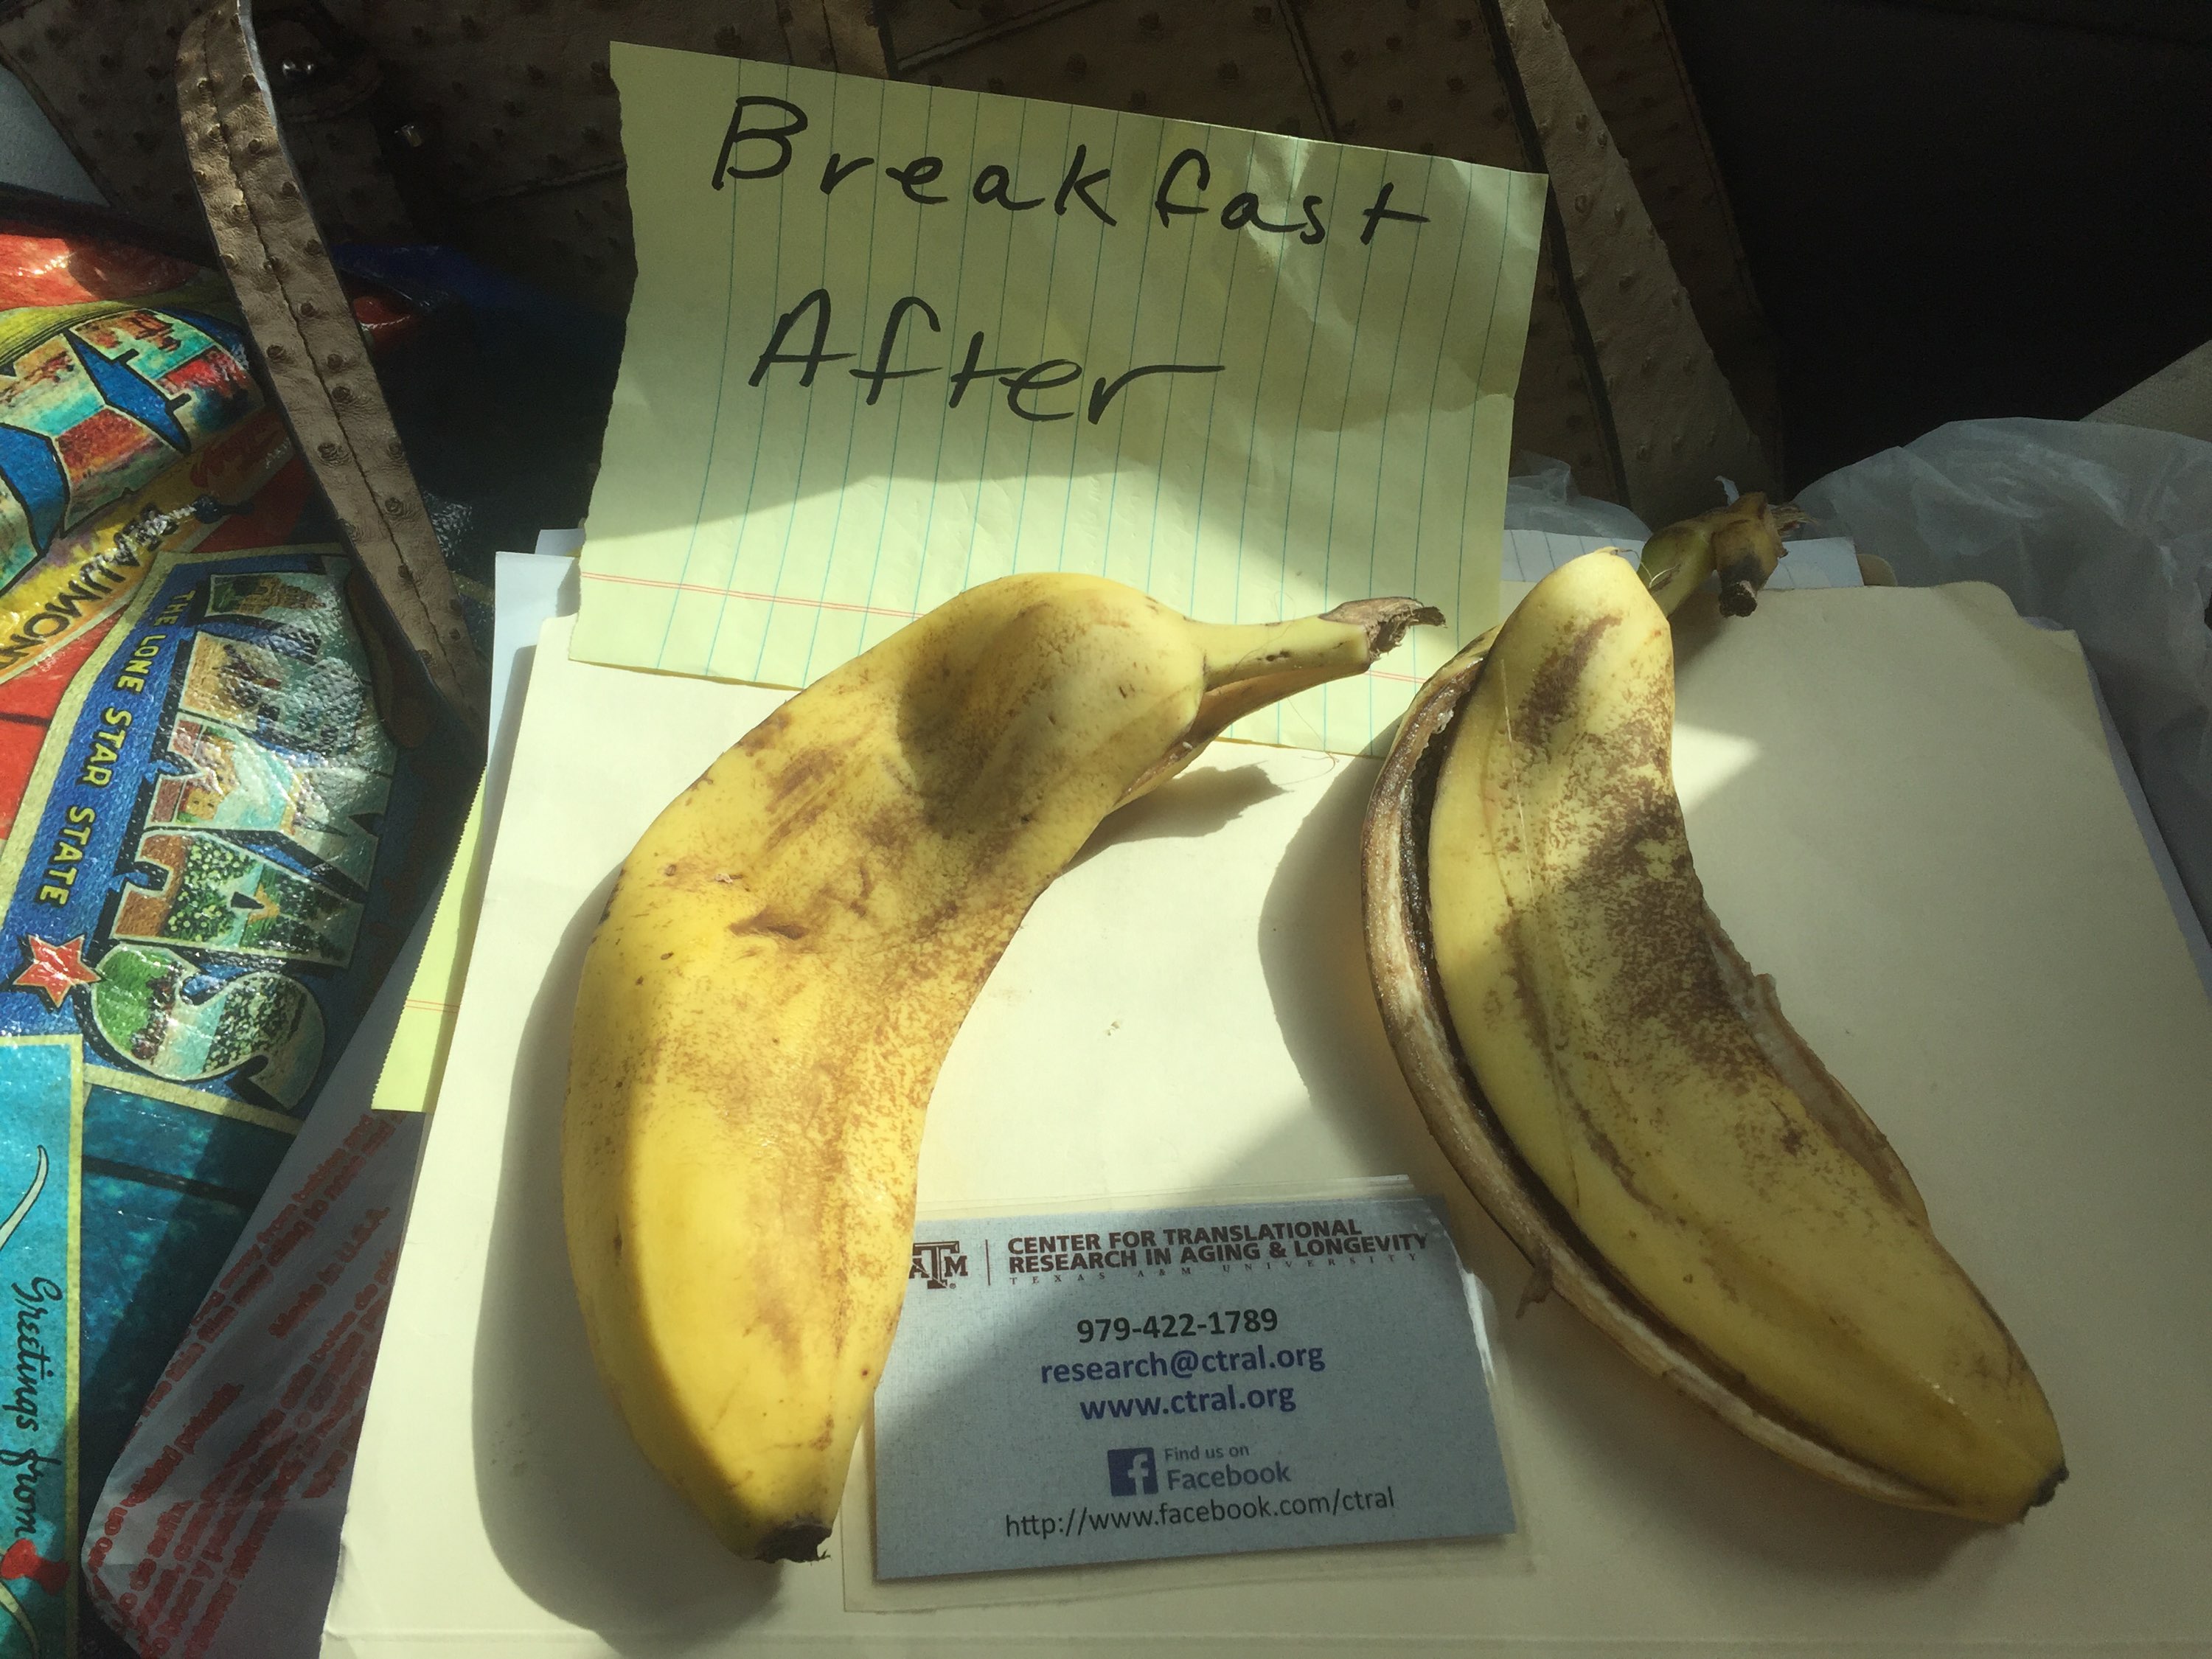 Breakfast
After
BEAUMONT
THE LONE STAR STATE
TEXAS
Greetings from
ATM
CENTER FOR TRANSLATIONAL
RESEARCH IN AGING & LONGEVITY
TEXAS A&M UNIVERSITY
979-422-1789
research@ctral.org
www.ctral.org
Find us on
Facebook
http://www.facebook.com/ctral